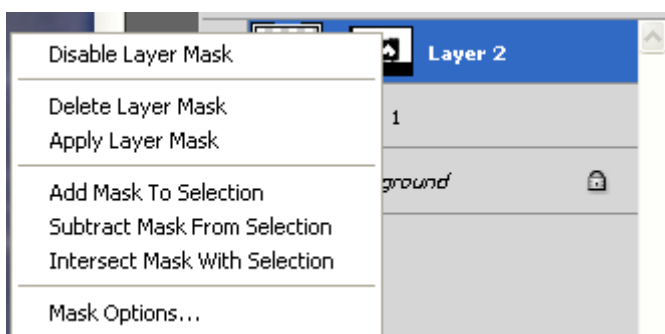 Disable Layer Mask
Layer 2
Delete Layer Mask
1
Apply Layer Mask
Add Mask To Selection
ground
Subtract Mask From Selection
Intersect Mask With Selection
Mask Options...